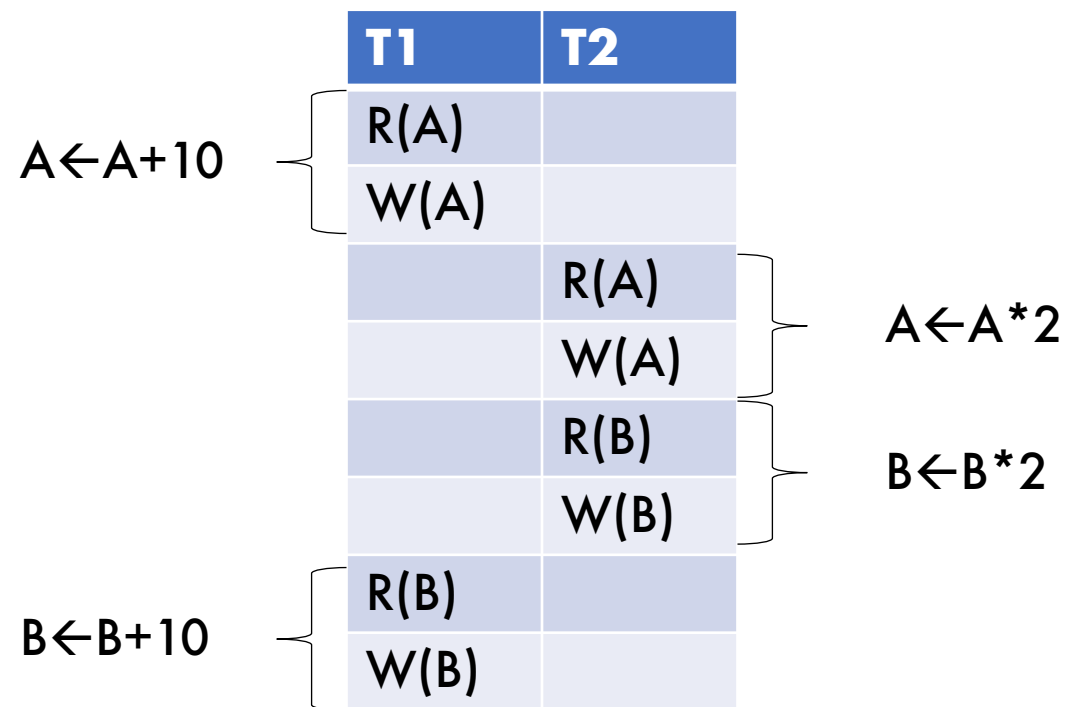 T1 T2
R(A)
A←A+10
W(A)
R(A)
A←A*2
W(A)
R(B)
B←B*2
W(B)
R(B)
B←B+10
W(B)